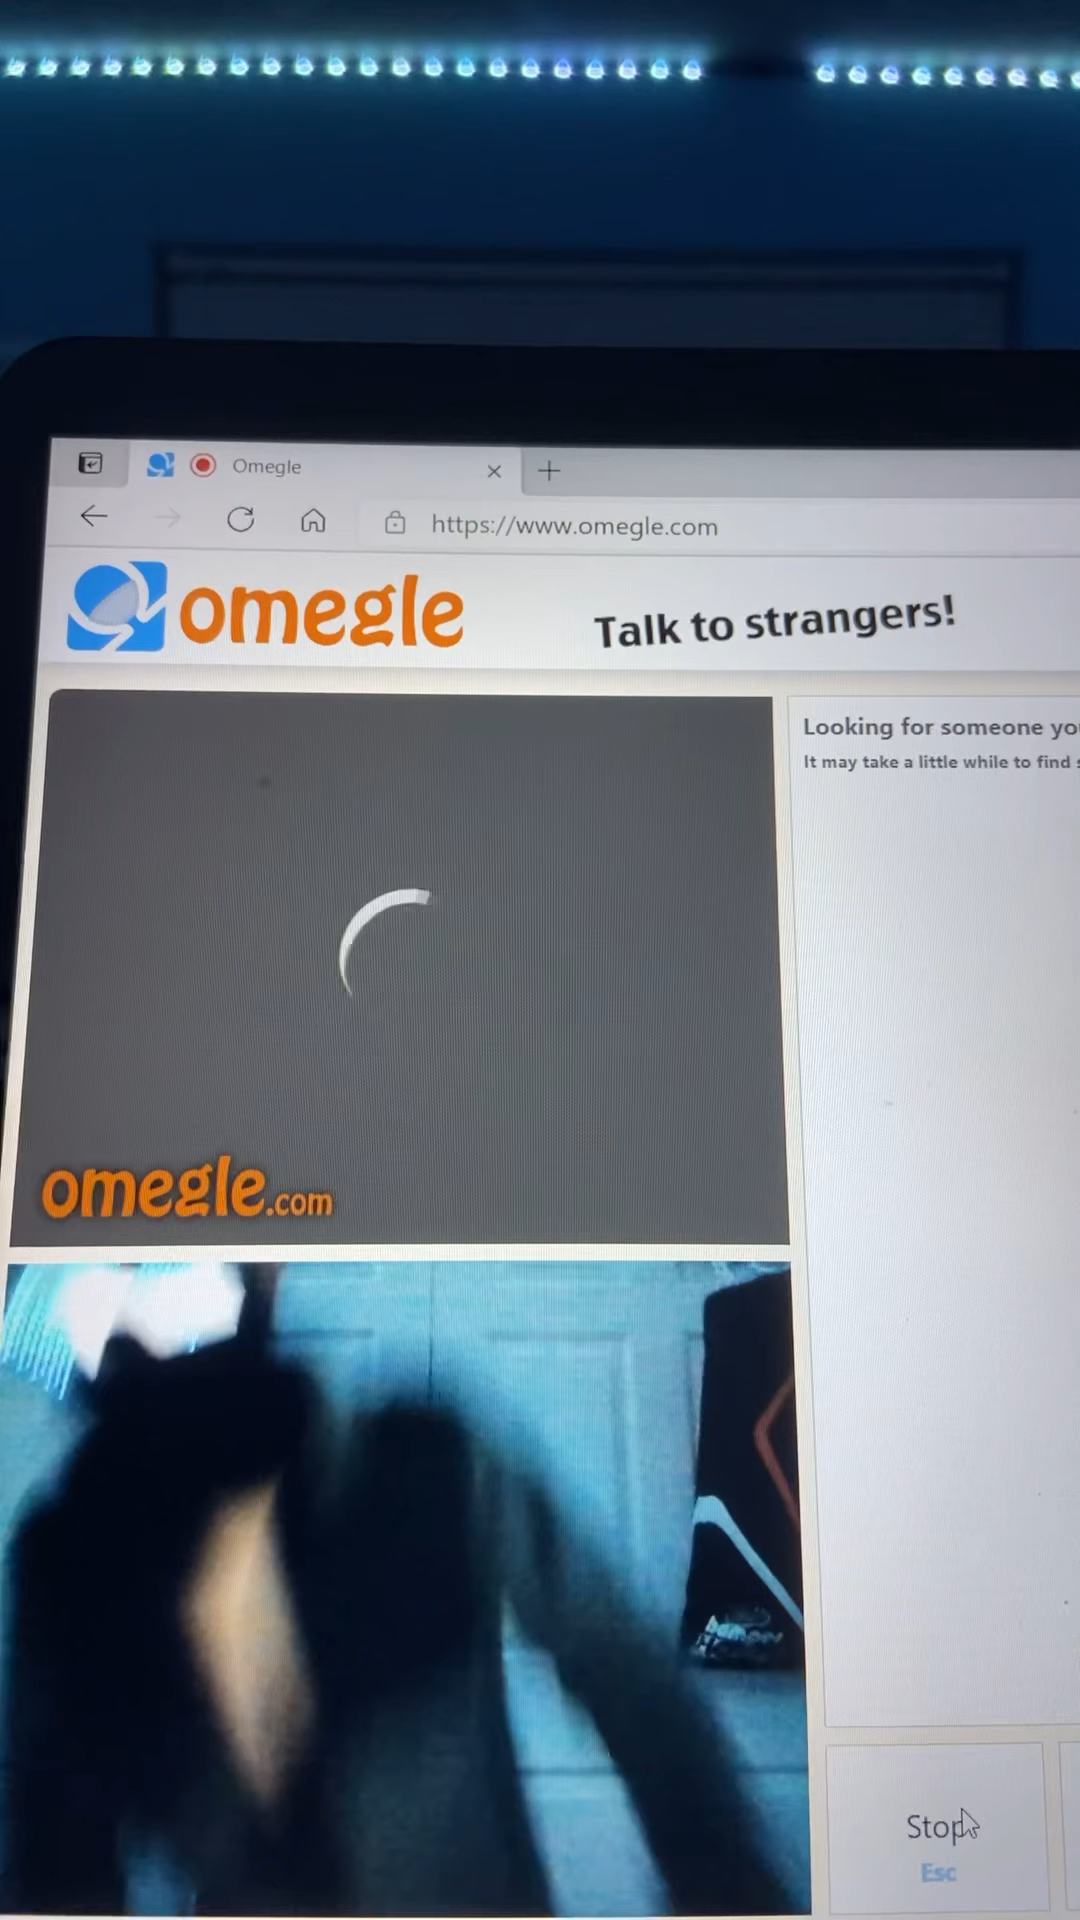 Omegle
https://www.omegle.com
omegle
Talk to strangers!
Looking for someone yo
It may take a little while to find
omegle.com
Stop
Esc